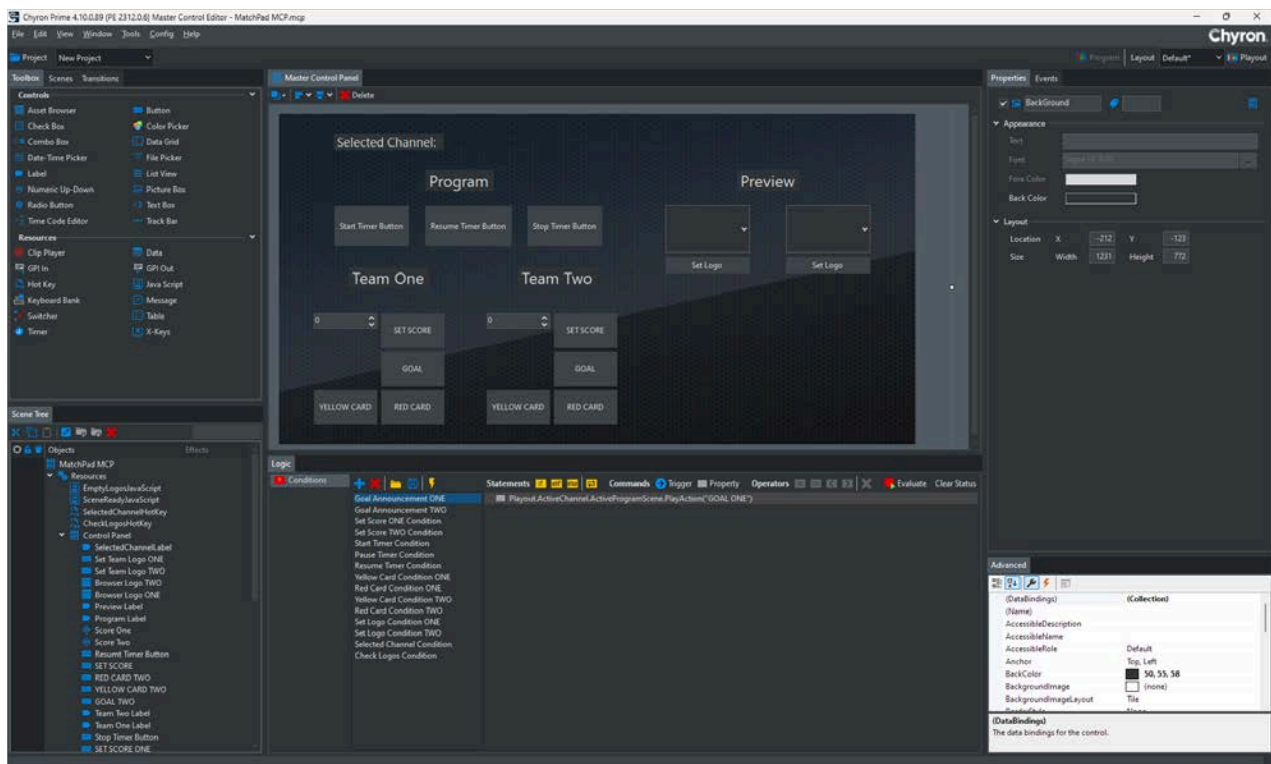 Chyron Prime 4.10.0.89 (PE 2312.0.6) Master Control Editor - MatchPad MCP.mcp
File Edit View Window Tools Config Help
Chyron
Project New Project
Program Layout Default* Playout
Toolbox Scenes Transitions
Controls
Asset Browser Button
Check Box Color Picker
Combo Box Data Grid
Date-Time Picker File Picker
Label List View
Numeric Up-Down Picture Box
Radio Button Text Box
Time Code Editor Track Bar
Resources
Clip Player Data
GPI In GPI Out
Hot Key Java Script
Keyboard Bank Message
Switcher Table
Timer X-Keys
Scene Tree
Objects Effects
MatchPad MCP
Resources
EmptyLogosJavaScript
SceneReadyJavaScript
SelectedChannelHotKey
CheckLogosHotKey
Control Panel
SelectedChannelLabel
Set Team Logo ONE
Set Team Logo TWO
Browser Logo TWO
Browser Logo ONE
Preview Label
Program Label
Score One
Score Two
Resumt Timer Button
SET SCORE
RED CARD TWO
YELLOW CARD TWO
GOAL TWO
Team Two Label
Team One Label
Stop Timer Button
SET SCORE ONE
Master Control Panel
Delete
Selected Channel:
Program Preview
Start Timer Button Resume Timer Button Stop Timer Button
Set Logo Set Logo
Team One Team Two
0 SET SCORE 0 SET SCORE
GOAL GOAL
YELLOW CARD RED CARD YELLOW CARD RED CARD
Logic
Conditions
Statements Commands Trigger Property Operators Evaluate Clear Status
Goal Announcement ONE
Goal Announcement TWO
Set Score ONE Condition
Set Score TWO Condition
Start Timer Condition
Pause Timer Condition
Resume Timer Condition
Yellow Card Condition ONE
Red Card Condition ONE
Yellow Card Condition TWO
Red Card Condition TWO
Set Logo Condition ONE
Set Logo Condition TWO
Selected Channel Condition
Check Logos Condition
Playout.ActiveChannel.ActiveProgramScene.PlayAction("GOAL ONE")
Properties Events
BackGround
Appearance
Text
Font
Fore Color
Back Color
Layout
Location X -212 Y -123
Size Width 1231 Height 772
Advanced
(DataBindings) (Collection)
(Name)
AccessibleDescription
AccessibleName
AccessibleRole Default
Anchor Top, Left
BackColor 50, 55, 58
BackgroundImage (none)
BackgroundImageLayout Tile
BorderStyle None
(DataBindings)
The data bindings for the control.